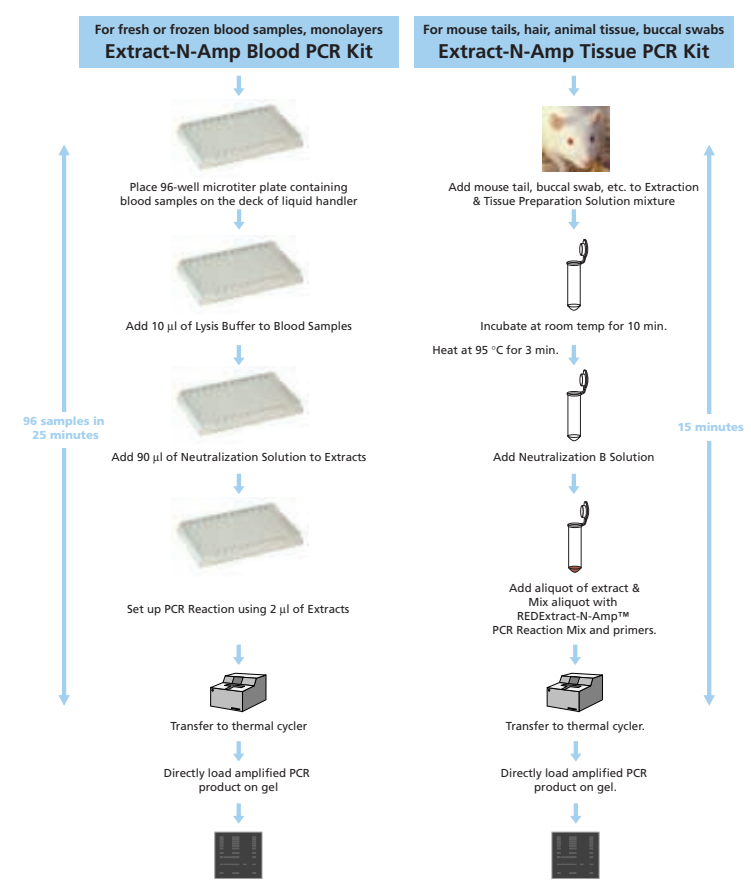 For fresh or frozen blood samples, monolayers
Extract-N-Amp Blood PCR Kit
Place 96-well microtiter plate containing
blood samples on the deck of liquid handler
Add 10 µl of Lysis Buffer to Blood Samples
Add 90 µl of Neutralization Solution to Extracts
Set up PCR Reaction using 2 µl of Extracts
Transfer to thermal cycler
Directly load amplified PCR
product on gel
96 samples in
25 minutes
For mouse tails, hair, animal tissue, buccal swabs
Extract-N-Amp Tissue PCR Kit
Add mouse tail, buccal swab, etc. to Extraction
& Tissue Preparation Solution mixture
Incubate at room temp for 10 min.
Heat at 95 °C for 3 min.
Add Neutralization B Solution
Add aliquot of extract &
Mix aliquot with
REDExtract-N-Amp™
PCR Reaction Mix and primers.
Transfer to thermal cycler.
Directly load amplified PCR
product on gel.
15 minutes